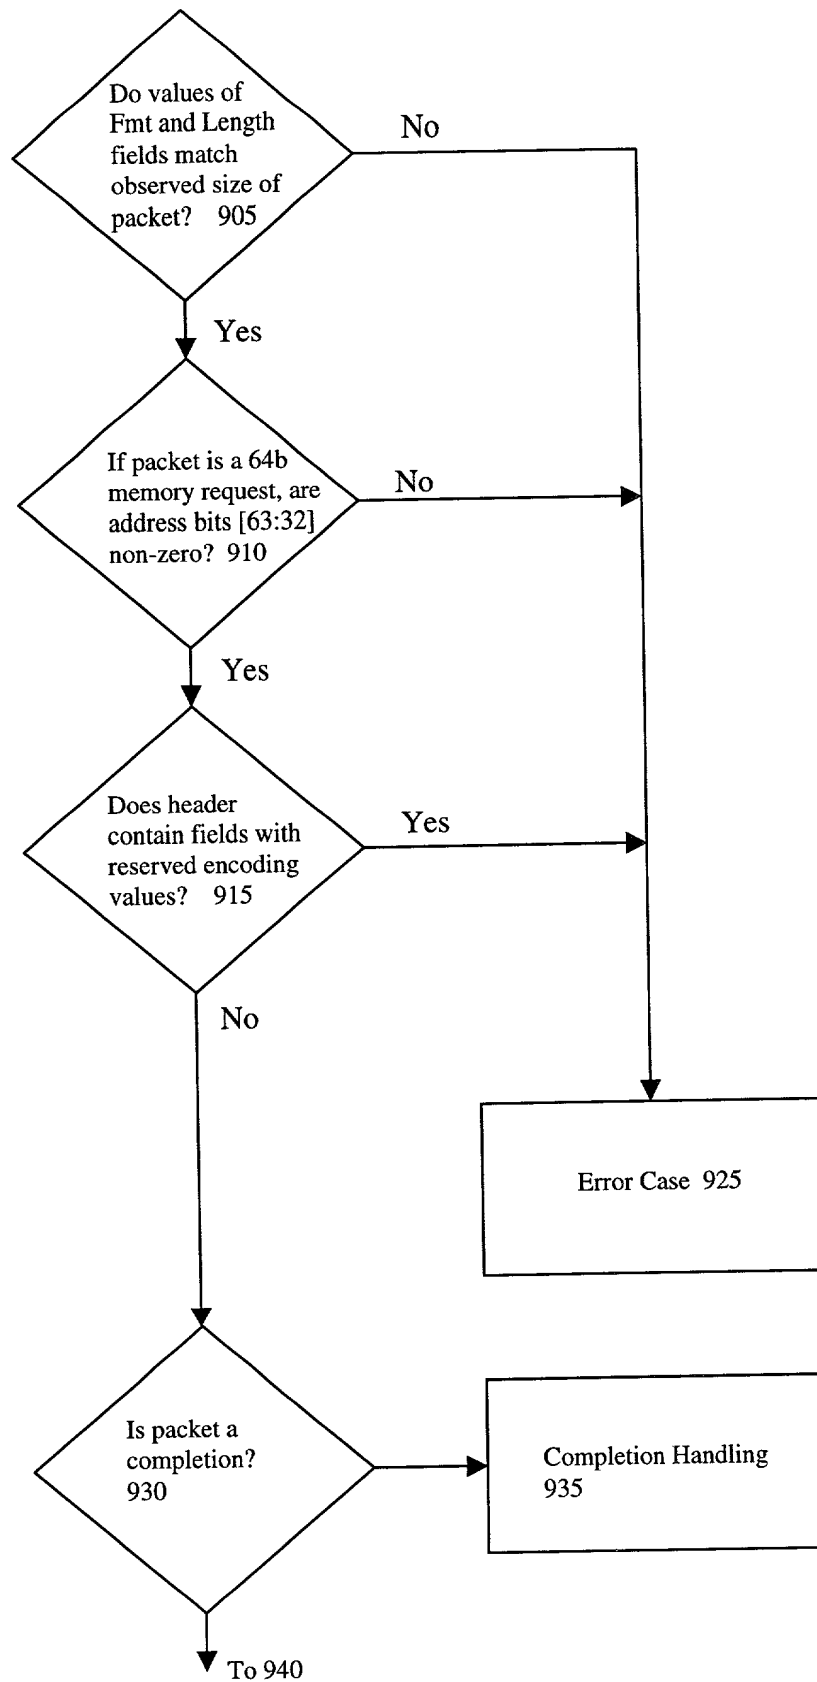 Do values of
Fmt and Length
fields match
observed size of
packet? 905
No
Yes
If packet is a 64b
memory request, are
address bits [63:32]
non-zero? 910
No
Yes
Does header
contain fields with
reserved encoding
values? 915
Yes
No
Error Case 925
Is packet a
completion?
930
Completion Handling
935
To 940